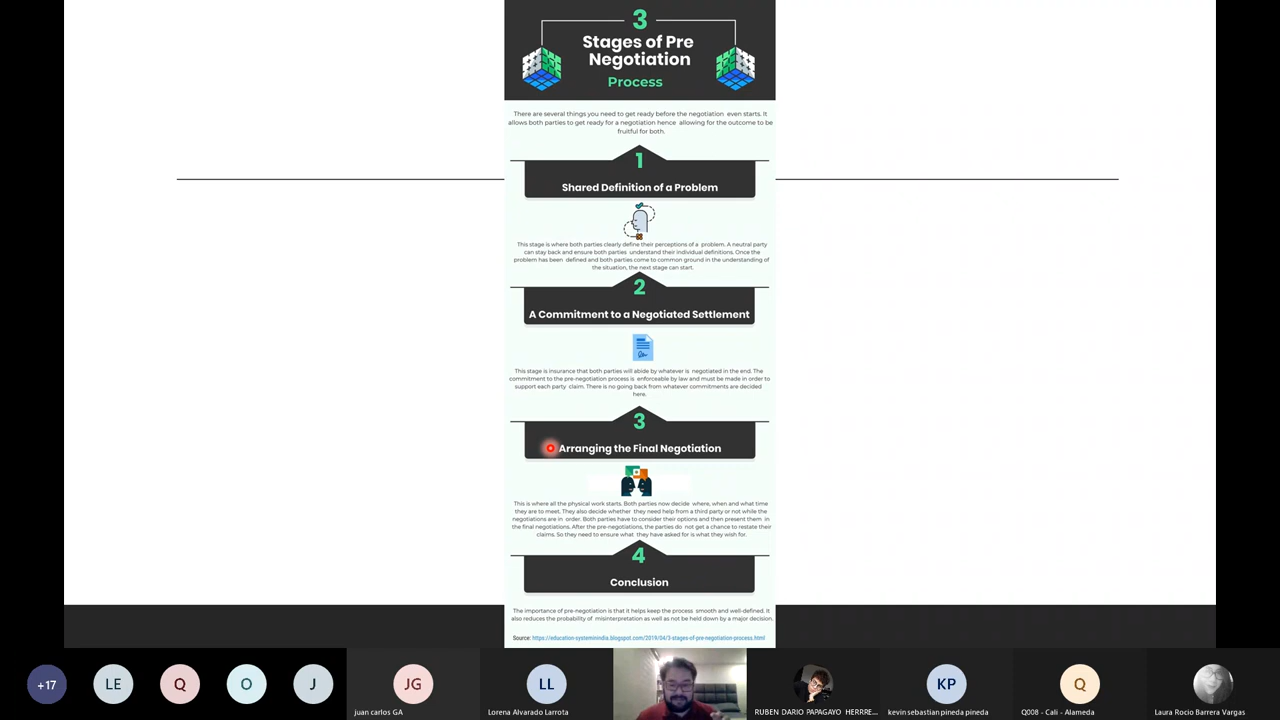 3
Stages of Pre
Negotiation
Process
There are several things you need to get ready before the negotiation even starts. It
allows both parties to get ready for a negotiation hence allowing for the outcome to be
fruitful for both.
1
Shared Definition of a Problem
This stage is where both parties clearly define their perceptions of a problem. A neutral party
can stay back and ensure both parties understand their individual definitions. Once the
problem has been defined and both parties come to common ground in the understanding of
the situation, the next stage can start.
2
A Commitment to a Negotiated Settlement
This stage is insurance that both parties will abide by whatever is negotiated in the end. The
commitment to the pre-negotiation process is enforceable by law and must be made in order to
support each party claim. There is no going back from whatever commitments are decided
here.
3
Arranging the Final Negotiation
This is where all the physical work starts. Both parties now decide where, when and what time
they are to meet. They also decide whether they need help from a third party or not while the
negotiations are in order. Both parties have to consider their options and then present them in
the final negotiations. After the pre-negotiations, the parties do not get a chance to restate their
claims. So they need to ensure what they have asked for is what they wish for.
4
Conclusion
The importance of pre-negotiation is that it helps keep the process smooth and well-defined. It
also reduces the probability of misinterpretation as well as not be held down by a major decision.
Source: https://education-systeminindia.blogspot.com/2019/04/3-stages-of-pre-negotiation-process.html
+17
LE
Q
O
J
JG
juan carlos GA
LL
Lorena Alvarado Larrota
RUBEN DARIO PAPAGAYO HERRRE...
KP
kevin sebastian pineda pineda
Q
Q008 - Cali - Alameda
Laura Rocio Barrera Vargas